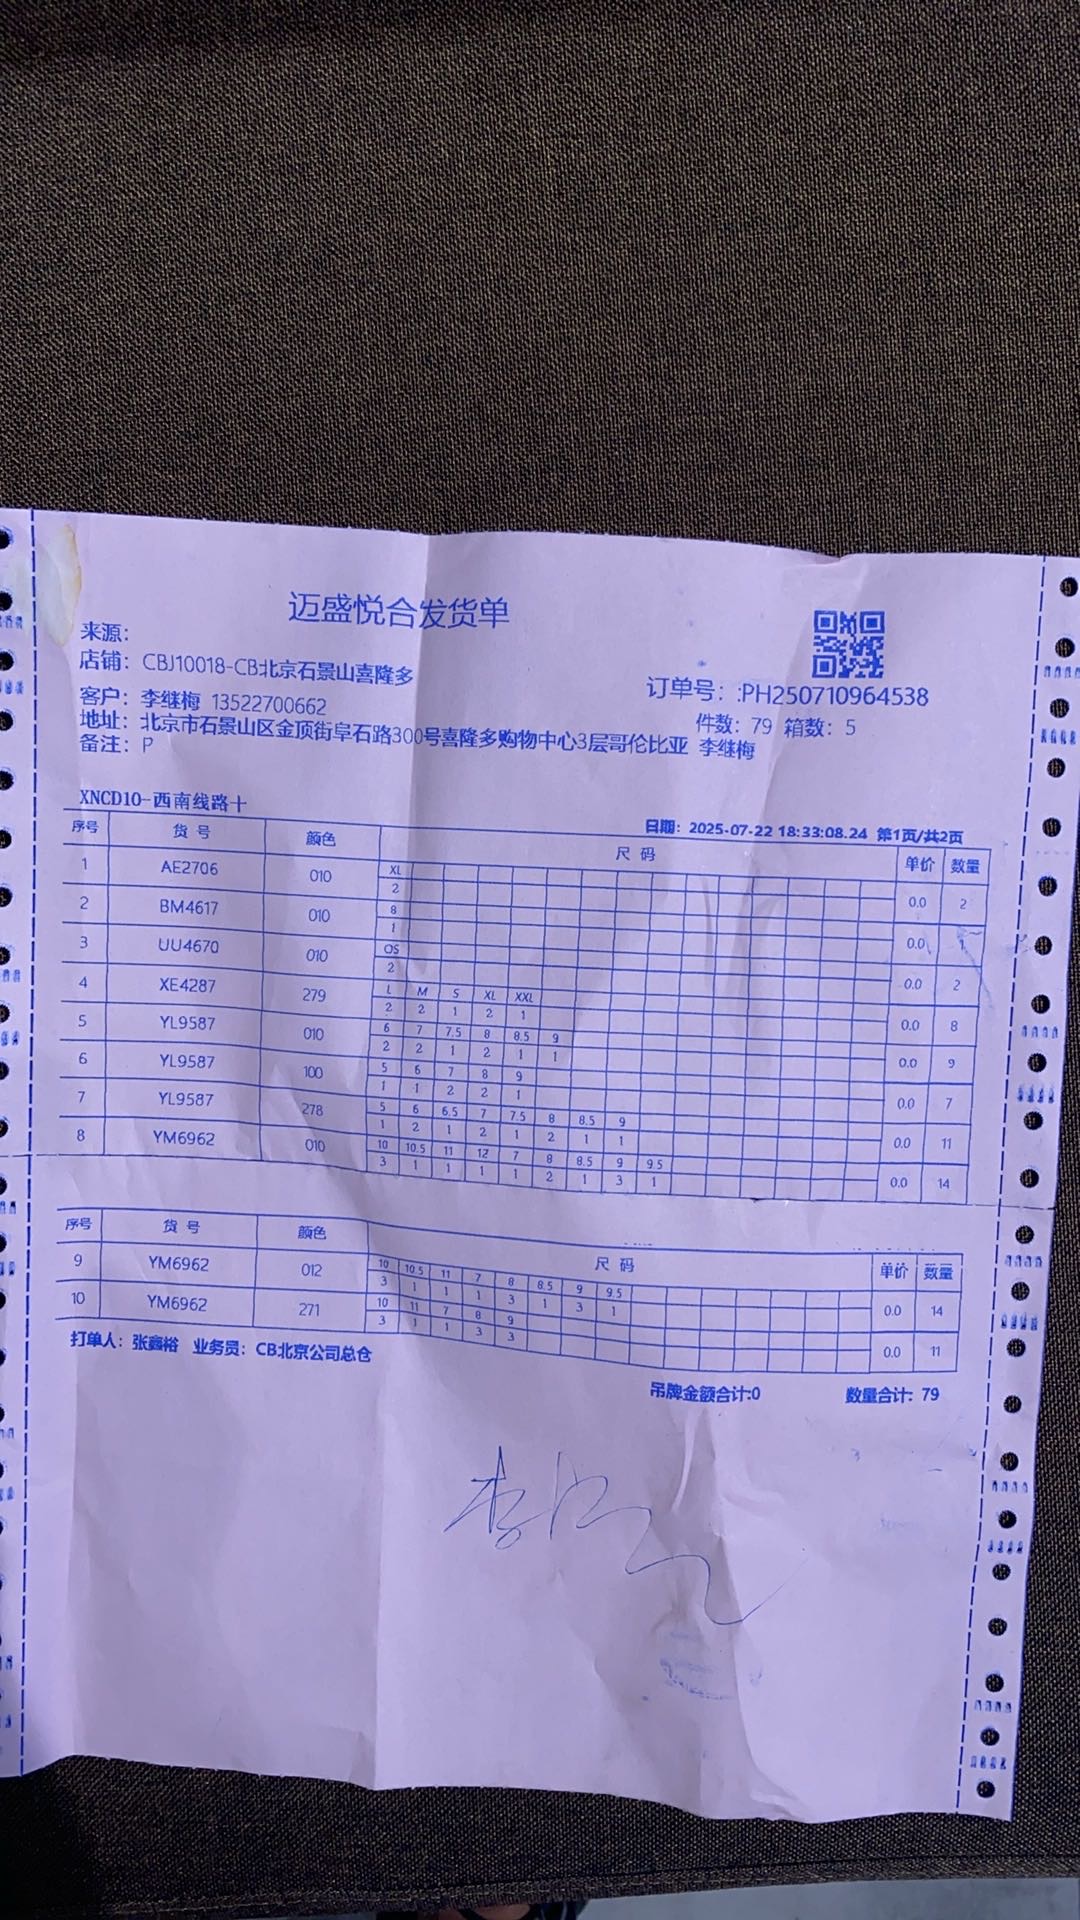 迈盛悦合发货单
来源：
店铺：CBJ10018-CB北京石景山喜隆多
订单号：:PH250710964538
客户：李继梅 13522700662
件数：79 箱数：5
地址：北京市石景山区金顶街阜石路300号喜隆多购物中心3层哥伦比亚 李继梅
备注：P
XNCD10-西南线路十
日期：2025-07-22 18:33:08.24 第1页/共2页
序号 货号 颜色 尺码 单价 数量
1 AE2706 010 XL 0.0 2
2
2 BM4617 010 8 0.0 1
1
3 UU4670 010 OS 0.0 2
2
4 XE4287 279 L M S XL XXL 0.0 8
2 2 1 2 1
5 YL9587 010 6 7 7.5 8 8.5 9 0.0 9
2 2 1 2 1 1
6 YL9587 100 5 6 7 8 9 0.0 7
1 1 2 2 1
7 YL9587 278 5 6 6.5 7 7.5 8 8.5 9 0.0 11
1 2 1 2 1 2 1 1
8 YM6962 010 10 10.5 11 12 7 8 8.5 9 9.5 0.0 14
3 1 1 1 1 2 1 3 1
序号 货号 颜色 尺码 单价 数量
9 YM6962 012 10 10.5 11 7 8 8.5 9 9.5 0.0 14
3 1 1 1 3 1 3 1
10 YM6962 271 10 11 7 8 9 0.0 11
3 1 1 3 3
打单人：张鑫裕 业务员：CB北京公司总仓
吊牌金额合计:0 数量合计：79